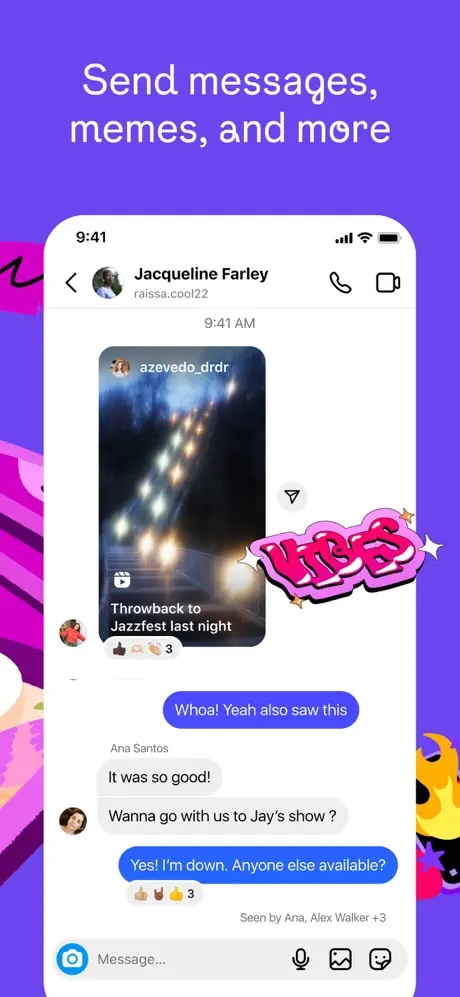 Send messages,
memes, and more
9:41
Jacqueline Farley
raissa.cool22
9:41 AM
azevedo_drdr
VIBES
Throwback to
Jazzfest last night
3
Whoa! Yeah also saw this
Ana Santos
It was so good!
Wanna go with us to Jay's show ?
Yes! I'm down. Anyone else available?
3
Seen by Ana, Alex Walker +3
Message...